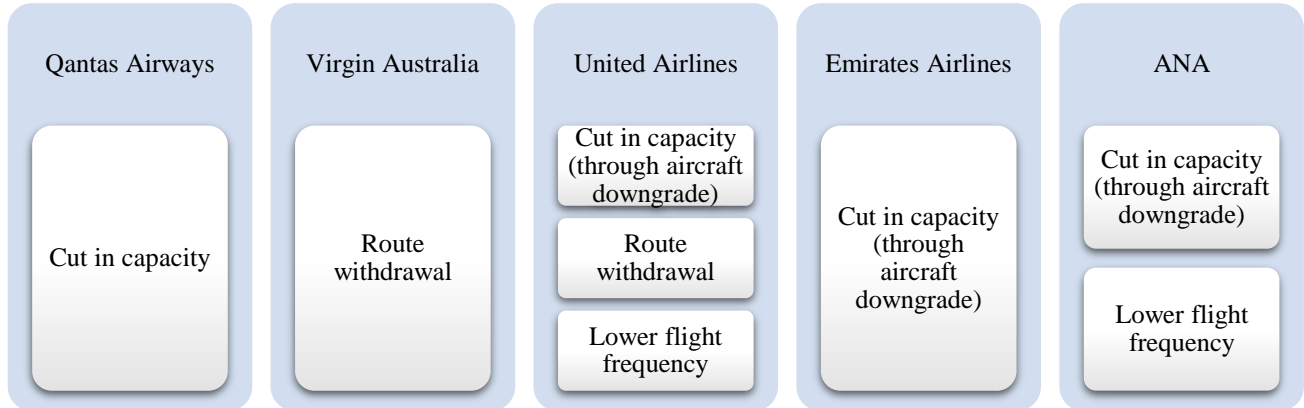 Qantas Airways
Cut in capacity
Virgin Australia
Route
withdrawal
United Airlines
Cut in capacity
(through aircraft
downgrade)
Route
withdrawal
Lower flight
frequency
Emirates Airlines
Cut in capacity
(through
aircraft
downgrade)
ANA
Cut in capacity
(through aircraft
downgrade)
Lower flight
frequency